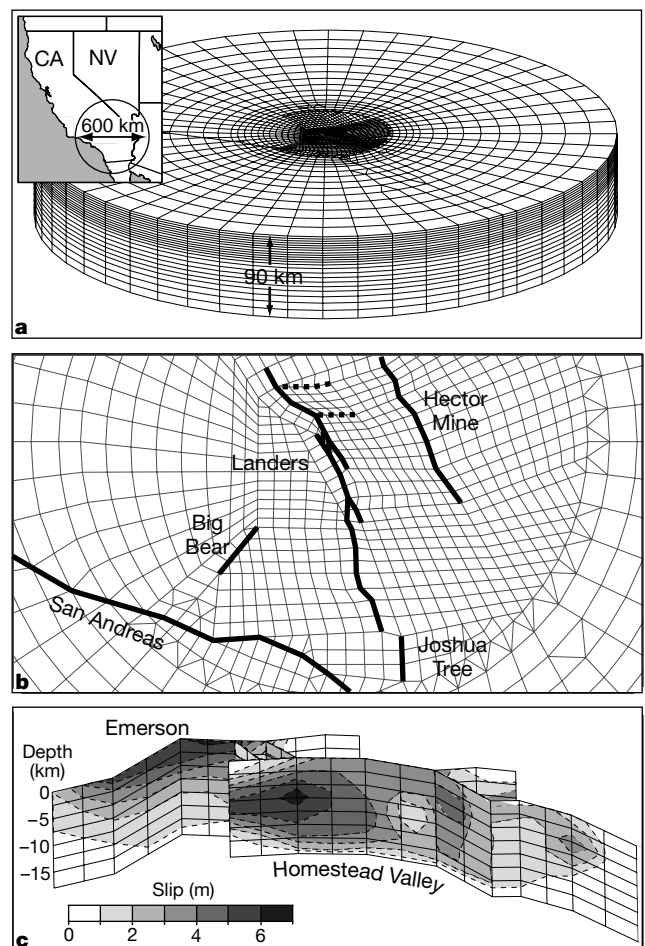 CA
NV
600 km
90 km
a
Hector
Mine
Landers
Big
Bear
San Andreas
Joshua
Tree
b
Emerson
Depth
(km)
0
−5
−10
−15
Homestead Valley
Slip (m)
0 2 4 6
c